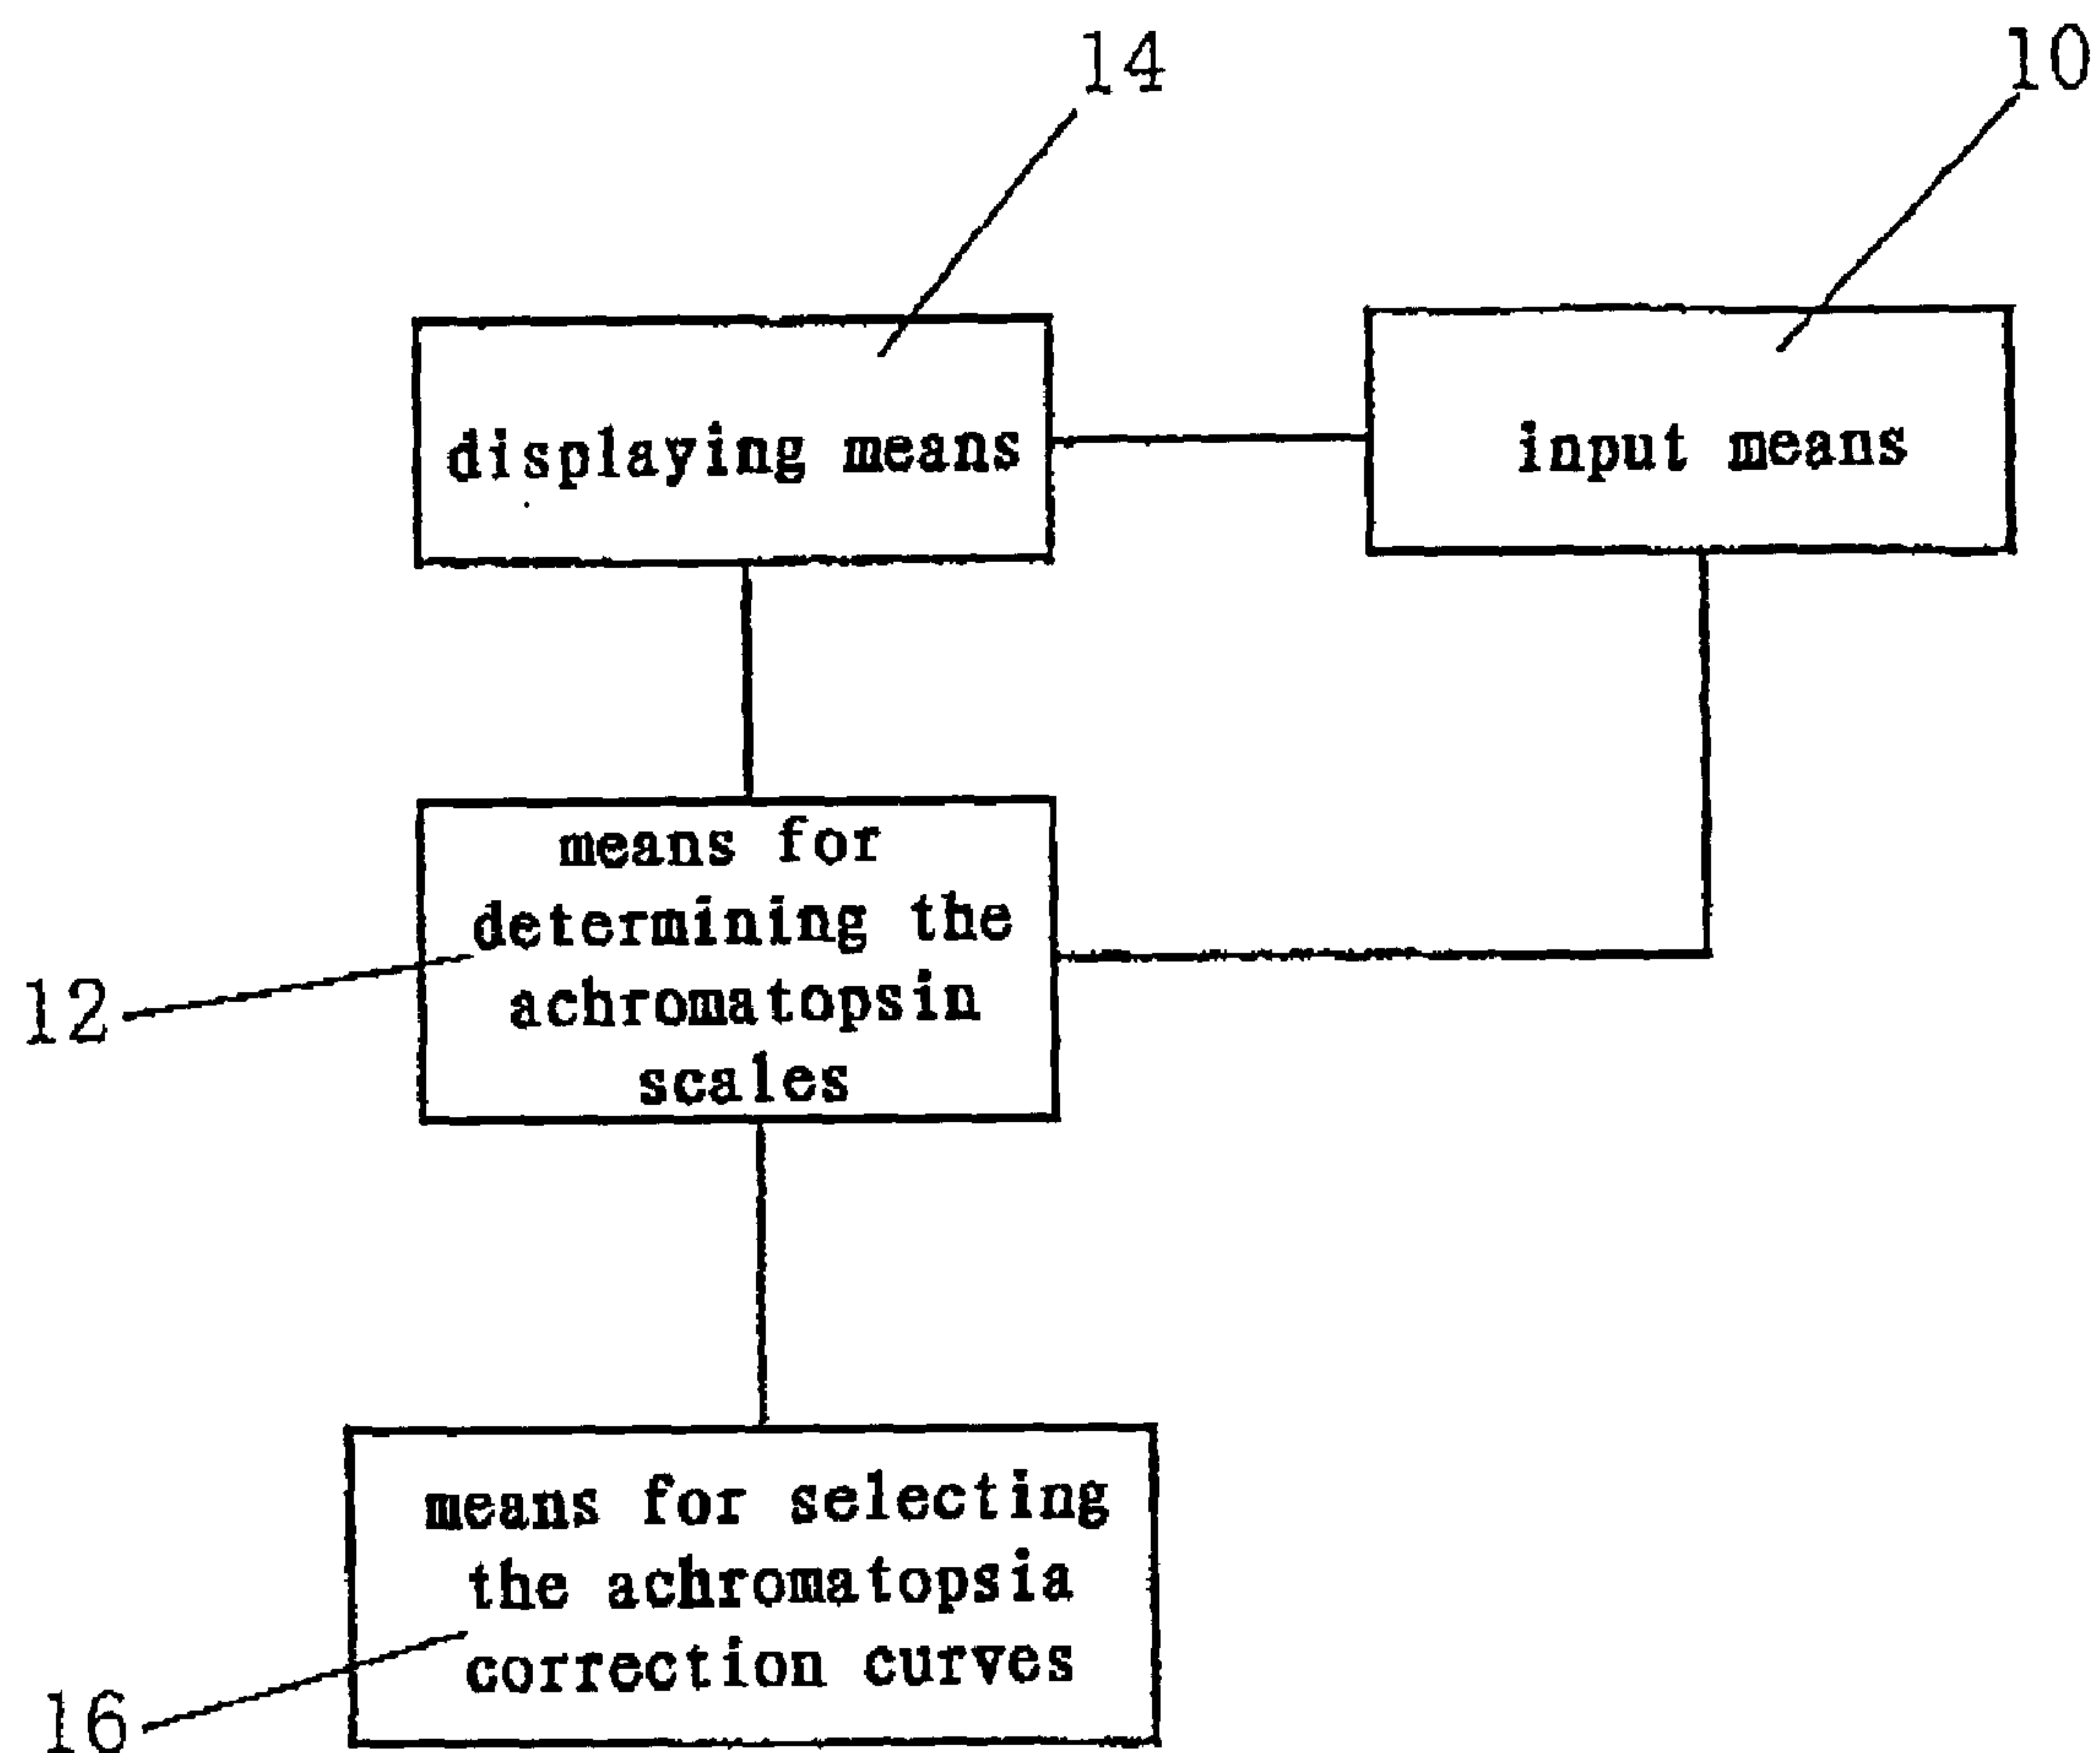 14
10
displaying means
input means
means for
determining the
achromatopsin
scales
12
means for selecting
the achromatopsia
correction curves
16